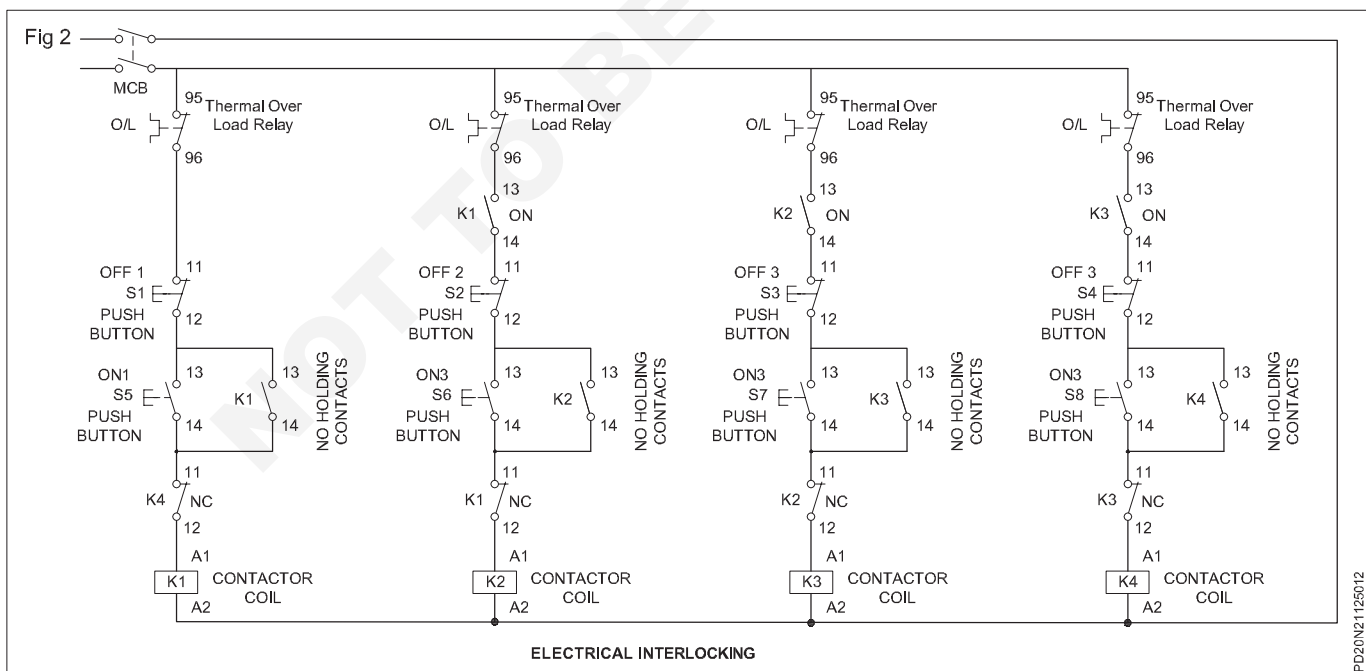 Fig 2
MCB
95
Thermal Over
Load Relay
O/L
96
95
Thermal Over
Load Relay
O/L
96
95
Thermal Over
Load Relay
O/L
96
95
Thermal Over
Load Relay
O/L
96
13
K1 ON
14
13
K2 ON
14
13
K3 ON
14
OFF 1
11
S1
PUSH
BUTTON
12
OFF 2
11
S2
PUSH
BUTTON
12
OFF 3
11
S3
PUSH
BUTTON
12
OFF 3
11
S4
PUSH
BUTTON
12
ON1
13
S5
PUSH
BUTTON
14
13
K1
14
NO HOLDING
CONTACTS
ON3
13
S6
PUSH
BUTTON
14
13
K2
14
NO HOLDING
CONTACTS
ON3
13
S7
PUSH
BUTTON
14
13
K3
14
NO HOLDING
CONTACTS
ON3
13
S8
PUSH
BUTTON
14
13
K4
14
NO HOLDING
CONTACTS
11
K4 NC
12
11
K1 NC
12
11
K2 NC
12
11
K3 NC
12
A1
K1 CONTACTOR
COIL
A2
A1
K2 CONTACTOR
COIL
A2
A1
K3 CONTACTOR
COIL
A2
A1
K4 CONTACTOR
COIL
A2
ELECTRICAL INTERLOCKING
PD20N21125012
NOT TO BE